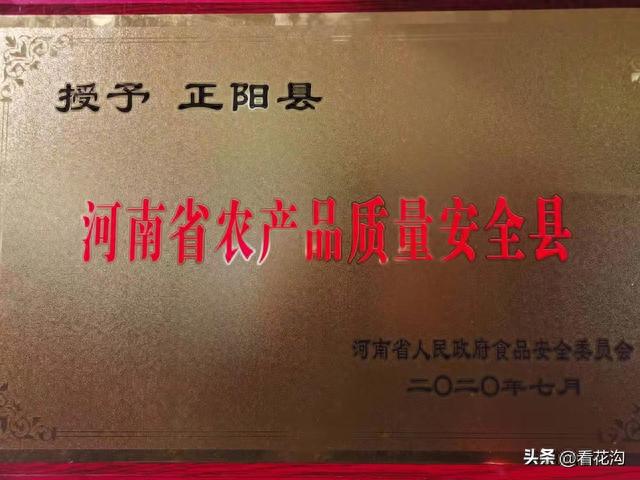 授予 正阳县
河南省农产品质量安全县
河南省人民政府食品安全委员会
二〇二〇年七月
头条 @看花沟